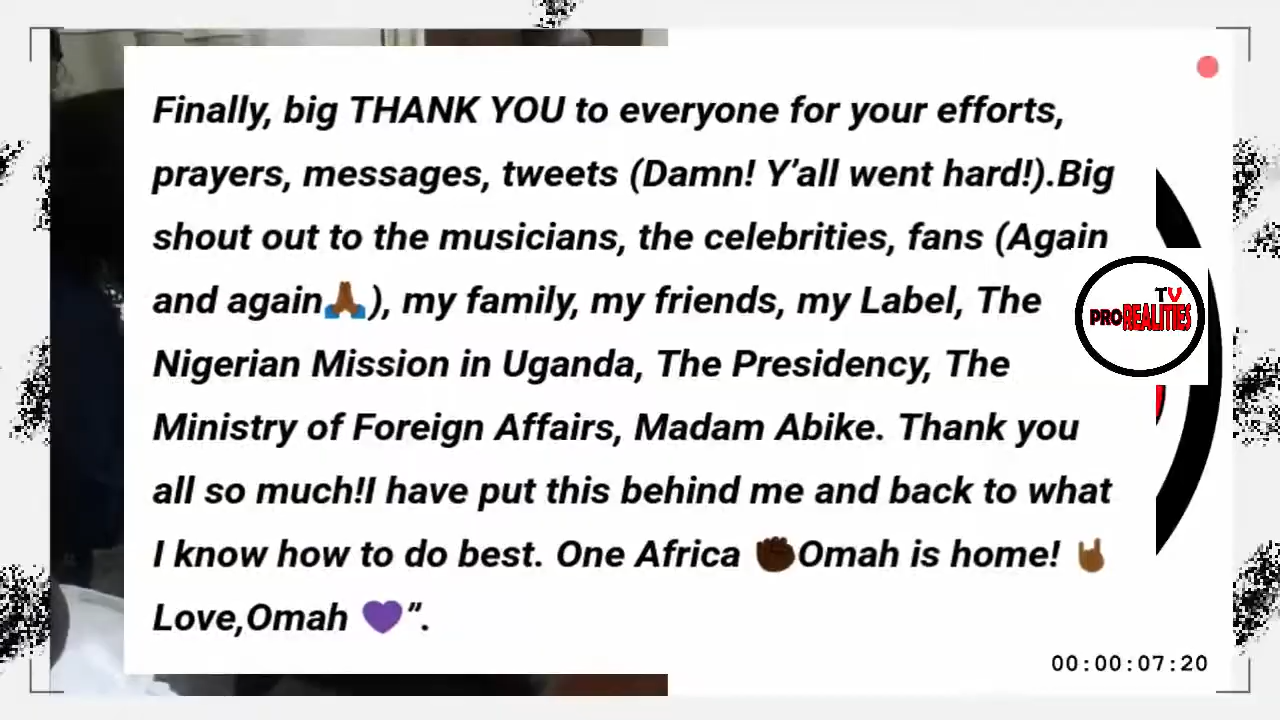 Finally, big THANK YOU to everyone for your efforts,
prayers, messages, tweets (Damn! Y’all went hard!).Big
shout out to the musicians, the celebrities, fans (Again
and again🙏🏾), my family, my friends, my Label, The
Nigerian Mission in Uganda, The Presidency, The
Ministry of Foreign Affairs, Madam Abike. Thank you
all so much!I have put this behind me and back to what
I know how to do best. One Africa ✊🏿Omah is home! 🤘🏾
Love,Omah 💜”.
TV
PROREALITIES
00:00:07:20